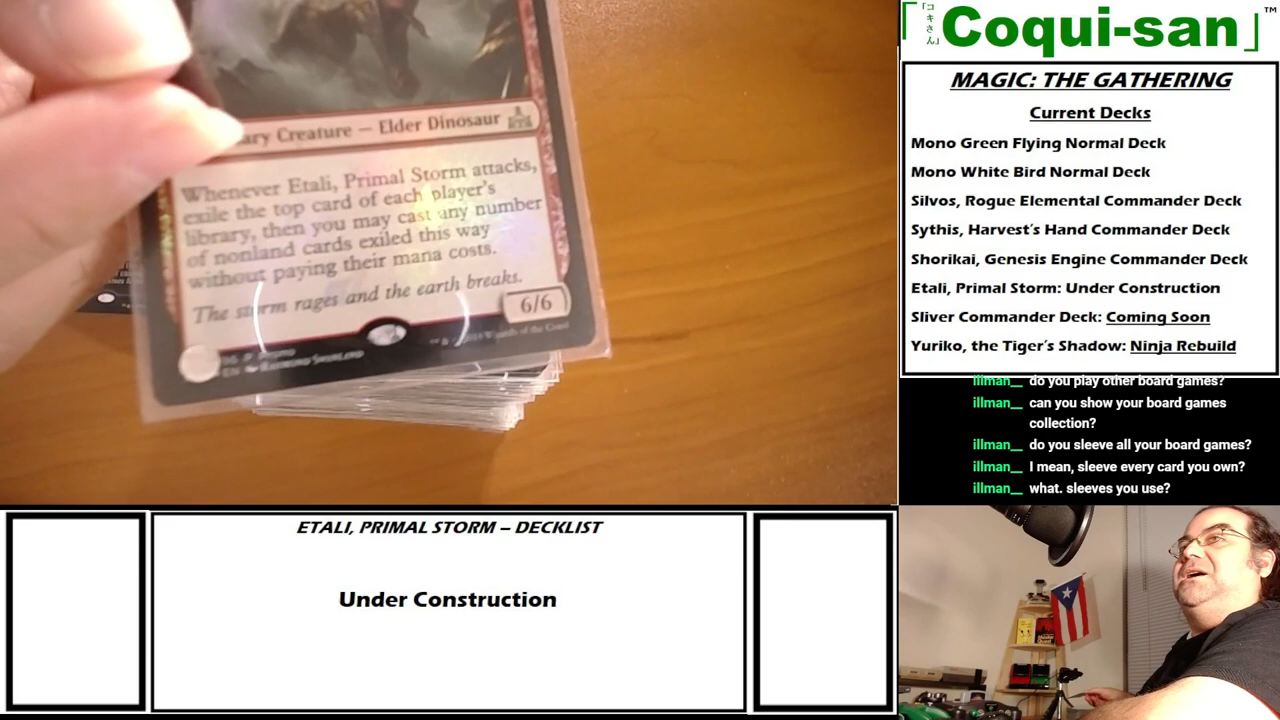 ary Creature — Elder Dinosaur
Whenever Etali, Primal Storm attacks,
exile the top card of each player's
library, then you may cast any number
of nonland cards exiled this way
without paying their mana costs.
The storm rages and the earth breaks.
6/6
「コキさん」 Coqui-san 」™
MAGIC: THE GATHERING
Current Decks
Mono Green Flying Normal Deck
Mono White Bird Normal Deck
Silvos, Rogue Elemental Commander Deck
Sythis, Harvest's Hand Commander Deck
Shorikai, Genesis Engine Commander Deck
Etali, Primal Storm: Under Construction
Sliver Commander Deck: Coming Soon
Yuriko, the Tiger's Shadow: Ninja Rebuild
illman__ do you play other board games?
illman__ can you show your board games
collection?
illman__ do you sleeve all your board games?
illman__ I mean, sleeve every card you own?
illman__ what. sleeves you use?
ETALI, PRIMAL STORM – DECKLIST
Under Construction